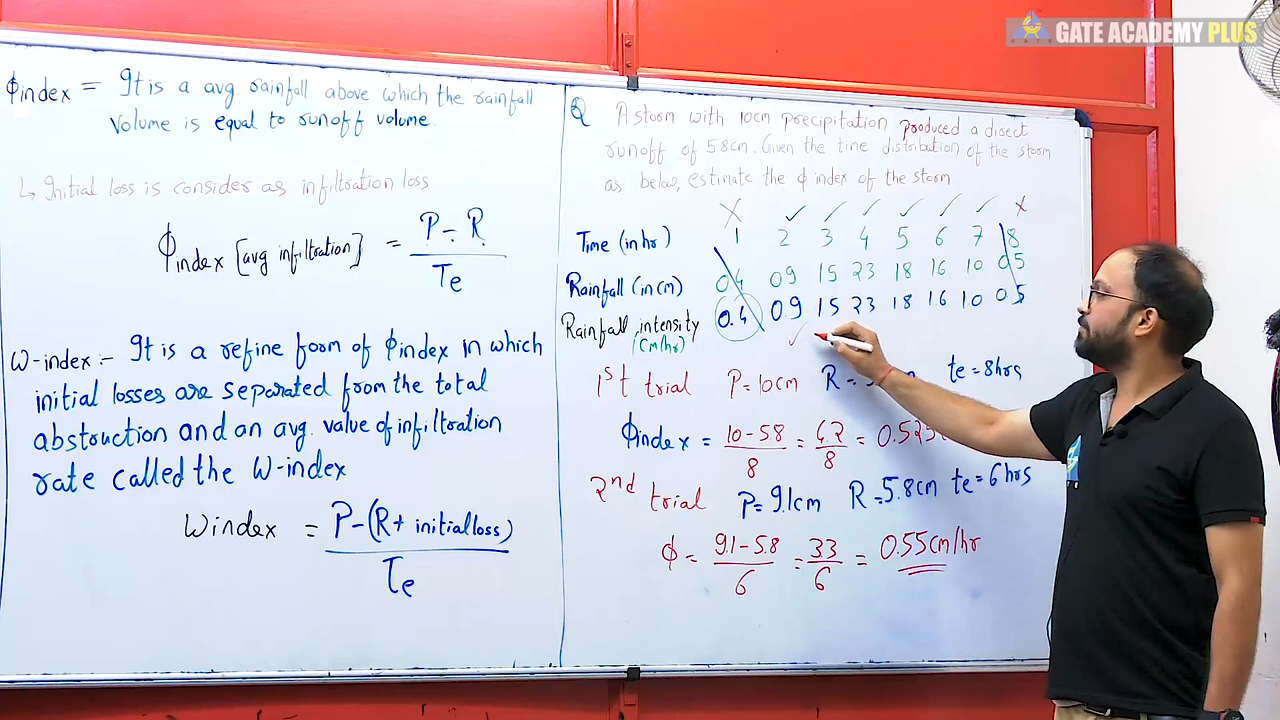 GATE ACADEMY PLUS
ϕindex = It is a avg. rainfall above which the rainfall
volume is equal to runoff volume.
↳ Initial loss is consider as infiltration loss
ϕindex [avg infiltration] = P - R / Te
W-index :- It is a refine form of ϕindex in which
initial losses are separated from the total
abstruction and an avg. value of infiltration
rate called the W-index
Windex = P-(R+ initial loss) / Te
Q A storm with 10cm precipitation produced a direct
runoff of 5.8cm. Given the time distribution of the storm
as below, estimate the ϕ index of the storm.
X ✓ ✓ ✓ ✓ ✓ ✓ X
Time (in hr) 1 2 3 4 5 6 7 8
Rainfall (in cm) 0.4 0.9 1.5 2.3 1.8 1.6 1.0 0.5
Rainfall intensity (cm/hr) 0.4 0.9 1.5 2.3 1.8 1.6 1.0 0.5
1st trial P=10cm R = te=8hrs
ϕindex = 10-5.8 / 8 = 4.2 / 8 =
2nd trial P=9.1cm R=5.8cm te=6hrs
ϕ = 9.1-5.8 / 6 = 3.3 / 6 = 0.55cm/hr